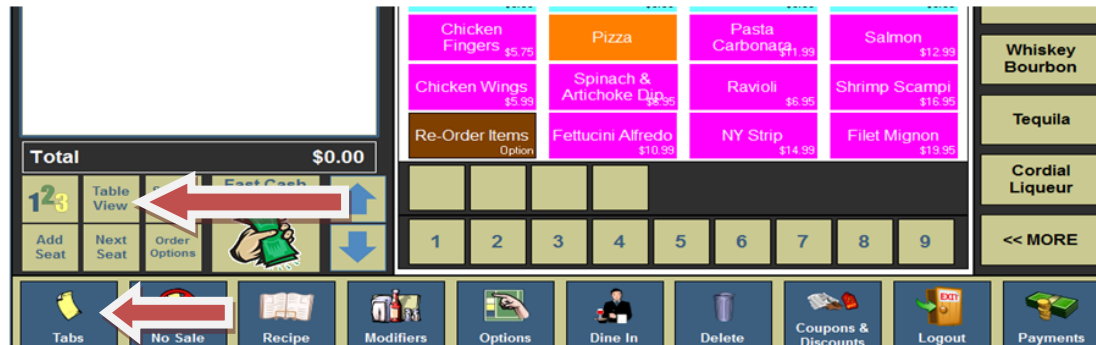 Chicken
Fingers $5.75
Pizza
Pasta
Carbonara $11.99
Salmon
$12.99
Whiskey
Bourbon
Chicken Wings
$5.99
Spinach &
Artichoke Dip $8.95
Ravioli
$6.95
Shrimp Scampi
$16.95
Tequila
Re-Order Items
Option
Fettucini Alfredo
$10.99
NY Strip
$14.99
Filet Mignon
$19.95
Total $0.00
Cordial
Liqueur
123
Table
View
Fast Cash
Add
Seat
Next
Seat
Order
Options
1 2 3 4 5 6 7 8 9
<< MORE
EXIT
Tabs
No Sale
Recipe
Modifiers
Options
Dine In
Delete
Coupons &
Discounts
Logout
Payments